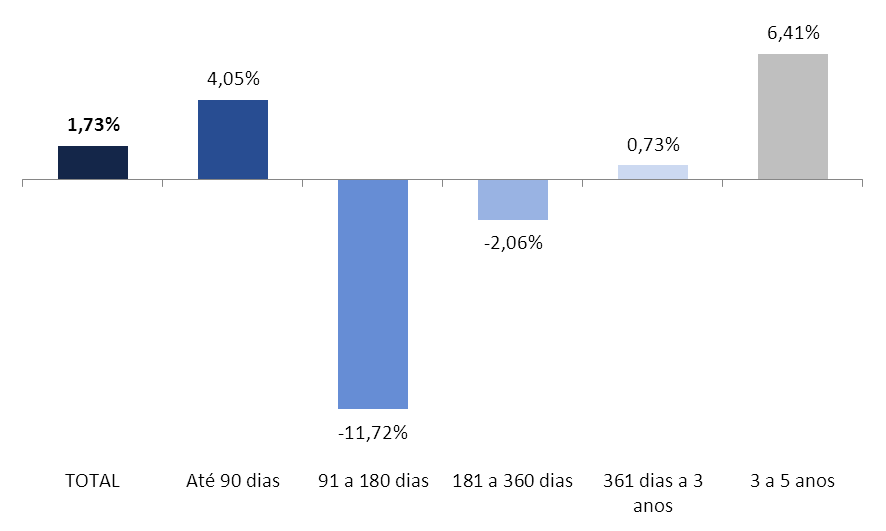 6,41%
4,05%
1,73%
0,73%
-2,06%
-11,72%
TOTAL
Até 90 dias
91 a 180 dias
181 a 360 dias
361 dias a 3
anos
3 a 5 anos